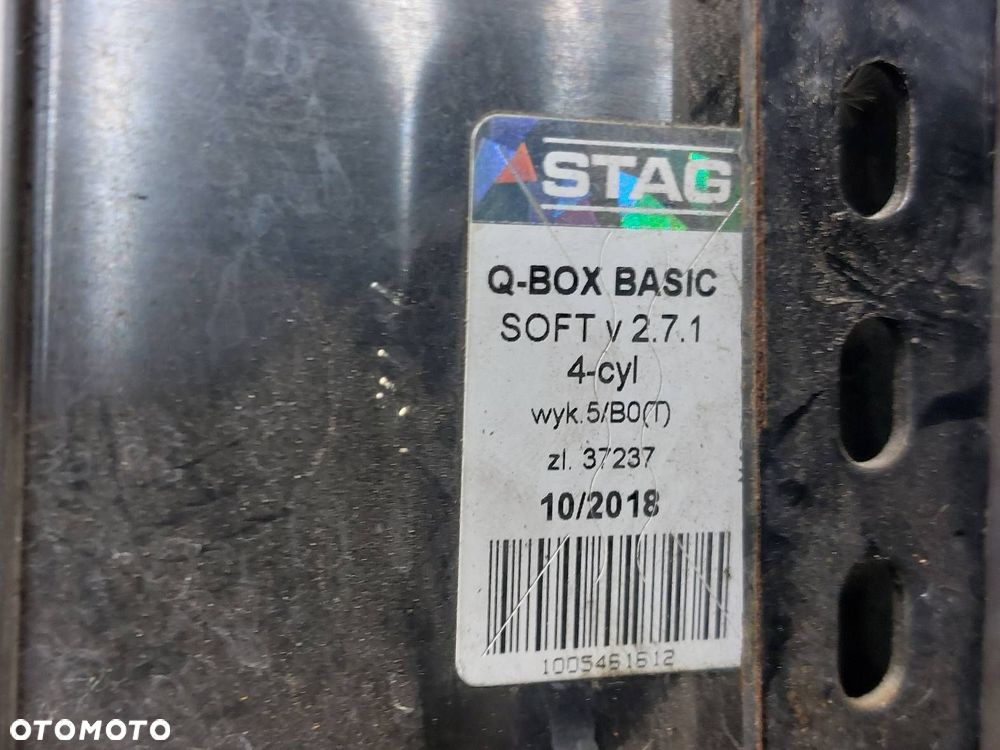 STAG
Q-BOX BASIC
SOFT v 2.7.1
4-cyl
wyk.5/B0(T)
zl. 37237
10/2018
1005461612
OTOMOTO